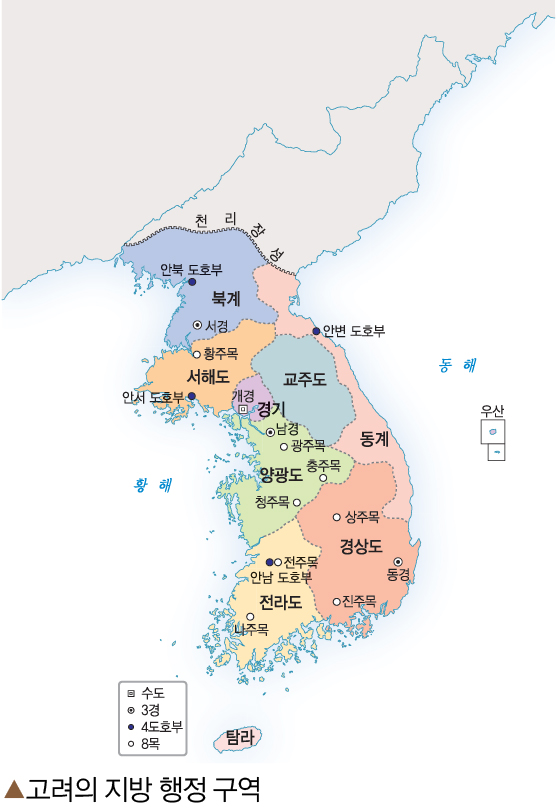 천 리 장 성
안북 도호부
북계
서경
안변 도호부
황주목
동 해
서해도
교주도
안서 도호부
개경
경기
우산
남경
동계
광주목
양광도
충주목
황 해
청주목
상주목
경상도
전주목
동경
안남 도호부
전라도
진주목
나주목
수도
3경
4도호부
8목
탐라
▲고려의 지방 행정 구역